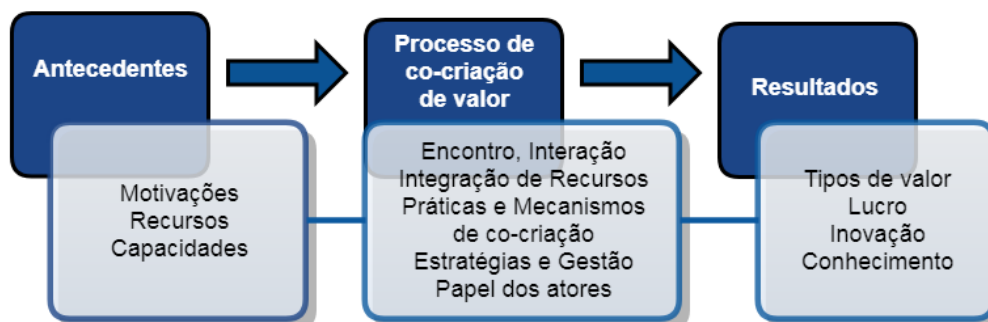 Antecedentes
Motivações
Recursos
Capacidades
Processo de
co-criação
de valor
Encontro, Interação
Integração de Recursos
Práticas e Mecanismos
de co-criação
Estratégias e Gestão
Papel dos atores
Resultados
Tipos de valor
Lucro
Inovação
Conhecimento